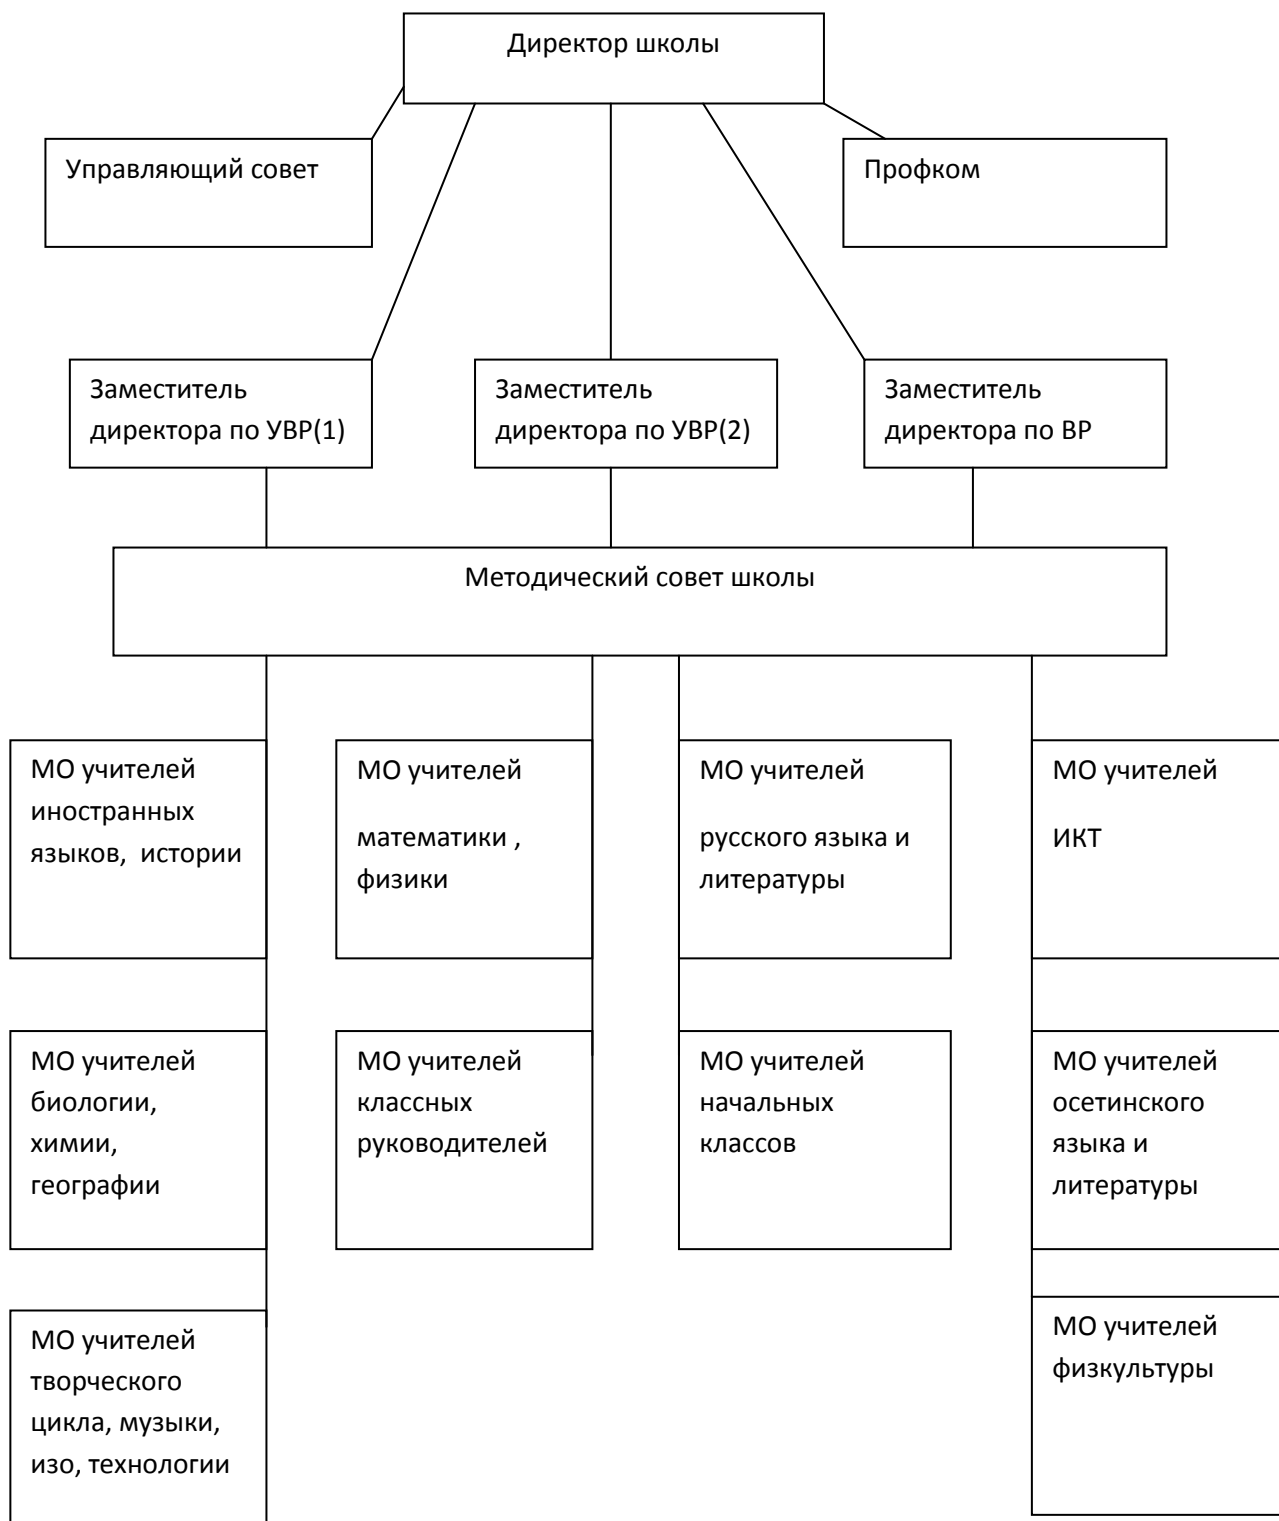 Директор школы
Управляющий совет
Профком
Заместитель
директора по УВР(1)
Заместитель
директора по УВР(2)
Заместитель
директора по ВР
Методический совет школы
МО учителей
иностранных
языков, истории
МО учителей
математики ,
физики
МО учителей
русского языка и
литературы
МО учителей
ИКТ
МО учителей
биологии,
химии,
географии
МО учителей
классных
руководителей
МО учителей
начальных
классов
МО учителей
осетинского
языка и
литературы
МО учителей
творческого
цикла, музыки,
изо, технологии
МО учителей
физкультуры